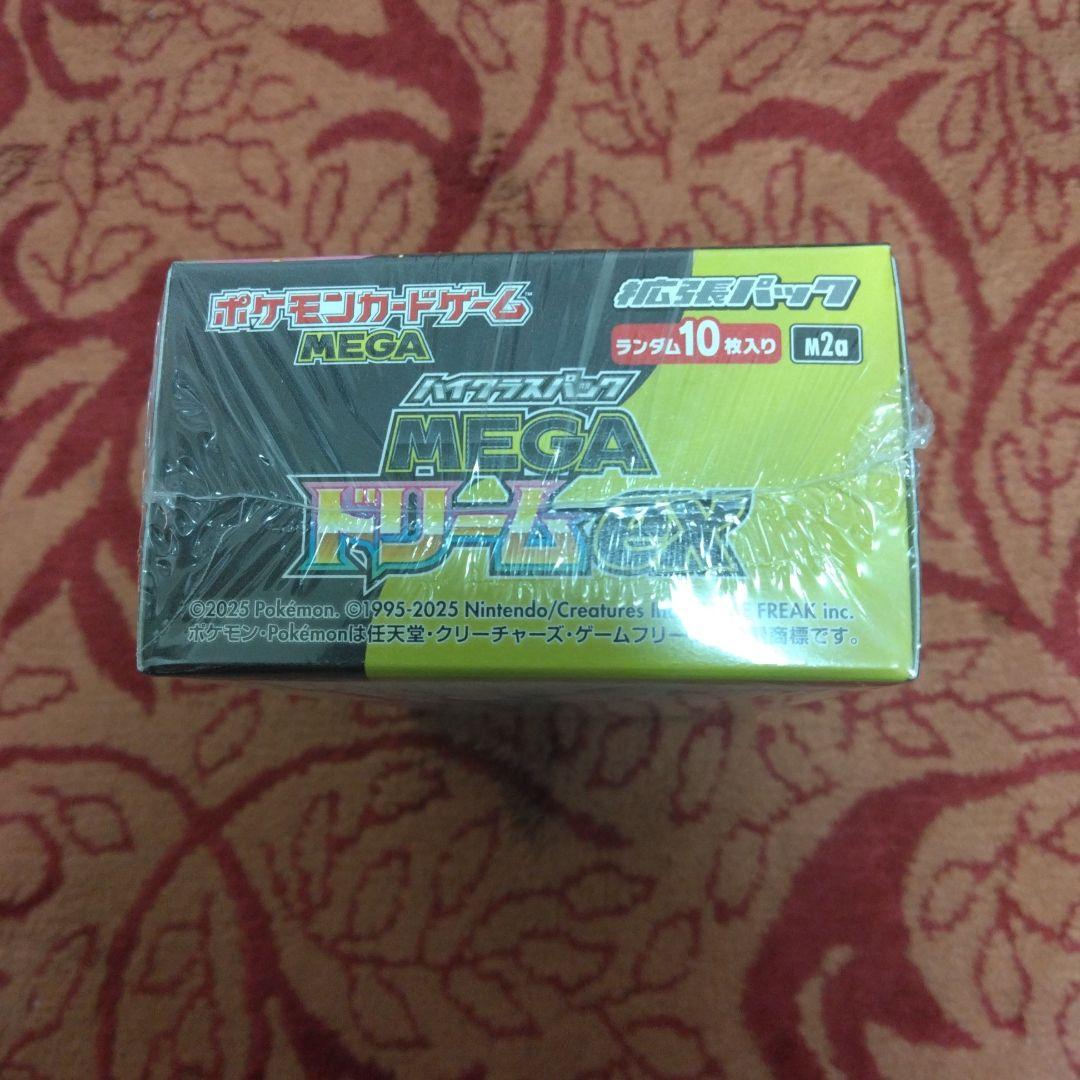 ポケモンカードゲーム™
MEGA
拡張パック
ランダム10枚入り
M2a
ハイクラスパック
MEGA
ドリームex
©2025 Pokémon. ©1995-2025 Nintendo/Creatures FREAK inc.
ポケモン・Pokémonは任天堂・クリーチャーズ・ゲームフリー 商標です。